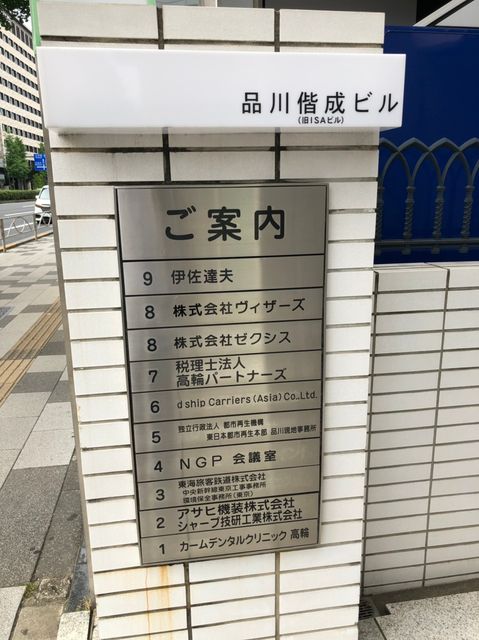 品川偕成ビル
(旧ISAビル)
ご案内
9 伊佐達夫
8 株式会社ヴィザーズ
8 株式会社ゼクシス
7 税理士法人
高輪パートナーズ
6 d ship Carriers (Asia) Co., Ltd.
5 独立行政法人 都市再生機構
東日本都市再生本部 品川現地事務所
4 NGP 会議室
3 東海旅客鉄道株式会社
中央新幹線東京工事事務所
環境保全事務所(東京)
2 アサヒ機装株式会社
シャープ技研工業株式会社
1 カームデンタルクリニック 高輪